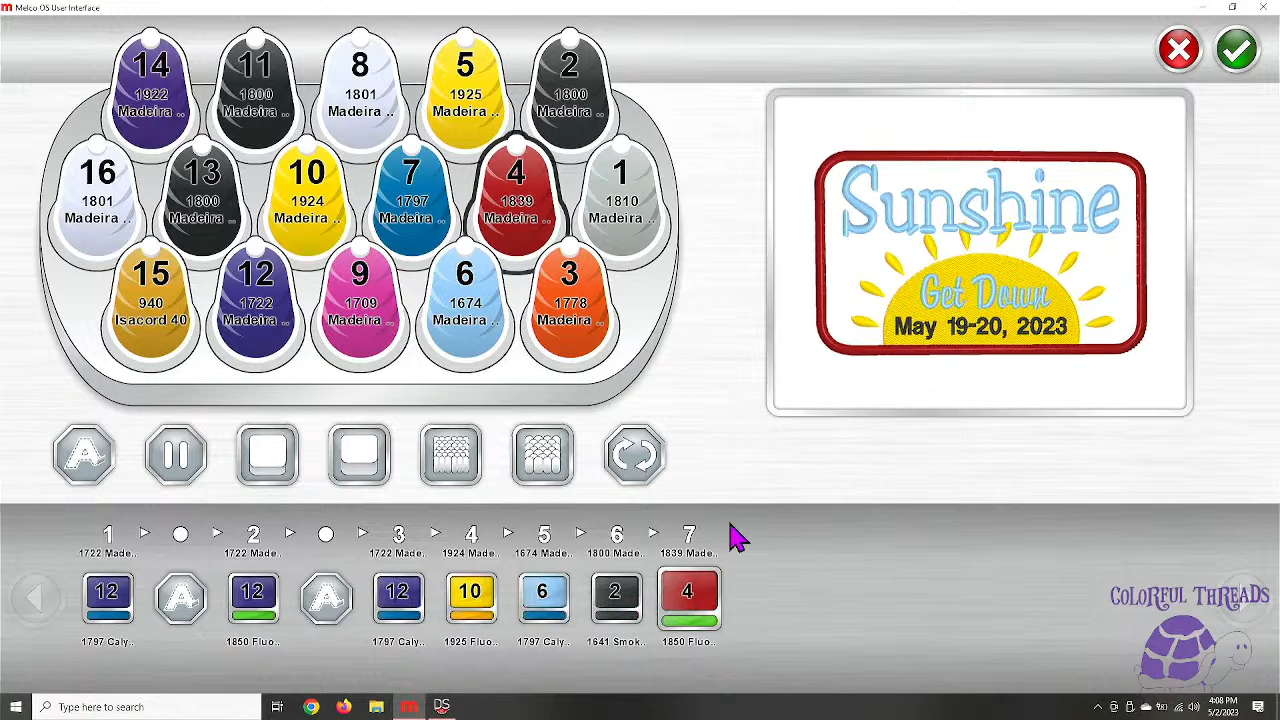 Melco OS User Interface
14
1922
Madeira ..
11
1800
Madeira ..
8
1801
Madeira ..
5
1925
Madeira ..
2
1800
Madeira ..
16
1801
Madeira ..
13
1800
Madeira ..
10
1924
Madeira ..
7
1797
Madeira ..
4
1839
Madeira ..
1
1810
Madeira ..
15
940
Isacord 40
12
1722
Madeira ..
9
1709
Madeira ..
6
1674
Madeira ..
3
1778
Madeira ..
Sunshine
Get Down
May 19-20, 2023
1 2 3 4 5 6 7
1722 Made.. 1722 Made.. 1722 Made.. 1924 Made.. 1674 Made.. 1800 Made.. 1839 Made..
12 A 12 A 12 10 6 2 4
1797 Caly.. 1850 Fluo.. 1797 Caly.. 1925 Fluo.. 1797 Caly.. 1641 Smok.. 1850 Fluo..
COLORFUL THREADS
Type here to search
DS
4:08 PM
5/2/2023